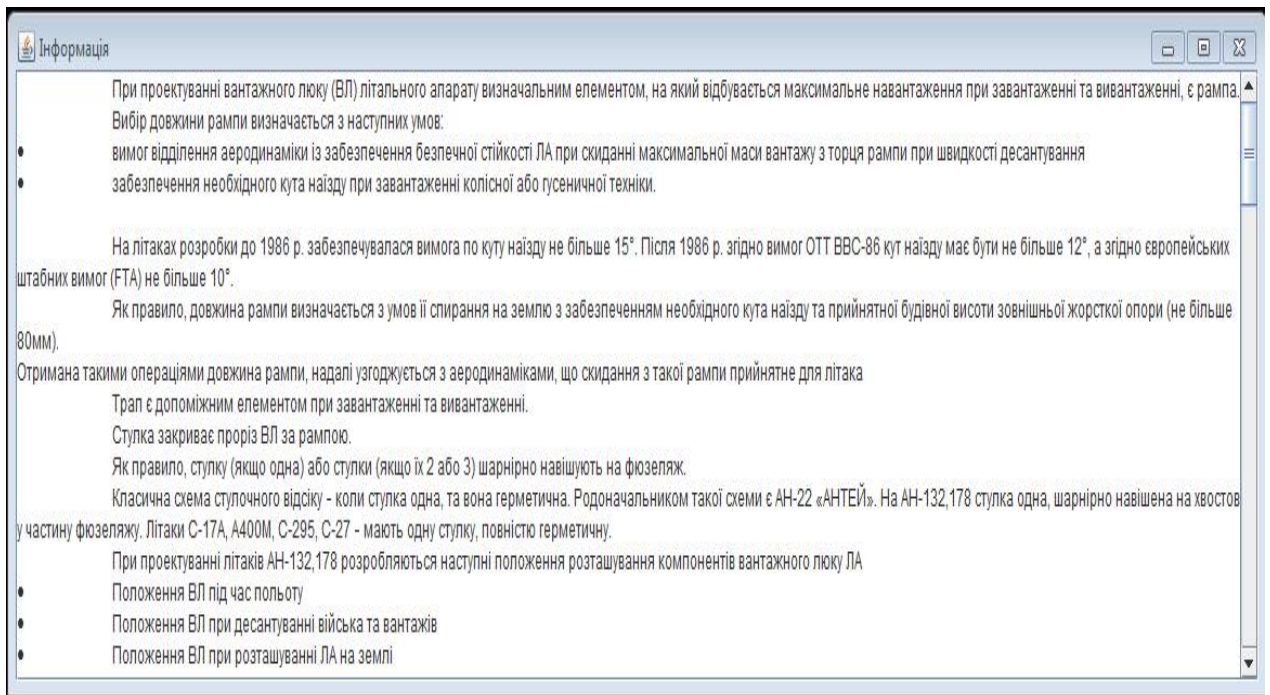 Інформація
При проектуванні вантажного люку (ВЛ) літального апарату визначальним елементом, на який відбувається максимальне навантаження при завантаженні та вивантаженні, є рампа.
Вибір довжини рампи визначається з наступних умов:
• вимог відділення аеродинаміки із забезпечення безпечної стійкості ЛА при скиданні максимальної маси вантажу з торця рампи при швидкості десантування
• забезпечення необхідного кута наїзду при завантаженні колісної або гусеничної техніки.
На літаках розробки до 1986 р. забезпечувалася вимога по куту наїзду не більше 15°. Після 1986 р. згідно вимог ОТТ ВВС-86 кут наїзду має бути не більше 12°, а згідно європейських
штабних вимог (FTA) не більше 10°.
Як правило, довжина рампи визначається з умов її спирання на землю з забезпеченням необхідного кута наїзду та прийнятної будівної висоти зовнішньої жорсткої опори (не більше
80мм).
Отримана такими операціями довжина рампи, надалі узгоджується з аеродинаміками, що скидання з такої рампи прийнятне для літака
Трап є допоміжним елементом при завантаженні та вивантаженні.
Стулка закриває проріз ВЛ за рампою.
Як правило, стулку (якщо одна) або стулки (якщо їх 2 або 3) шарнірно навішують на фюзеляж.
Класична схема стулочного відсіку - коли стулка одна, та вона герметична. Родоначальником такої схеми є АН-22 «АНТЕЙ». На АН-132,178 стулка одна, шарнірно навішена на хвостов
у частину фюзеляжу. Літаки С-17А, А400М, С-295, С-27 - мають одну стулку, повністю герметичну.
При проектуванні літаків АН-132,178 розробляються наступні положення розташування компонентів вантажного люку ЛА
• Положення ВЛ під час польоту
• Положення ВЛ при десантуванні війська та вантажів
• Положення ВЛ при розташуванні ЛА на землі